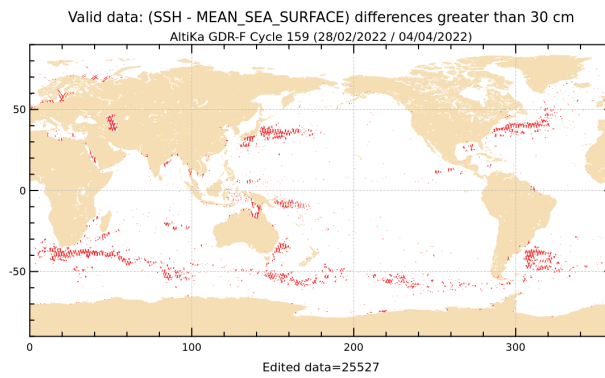 Valid data: (SSH - MEAN_SEA_SURFACE) differences greater than 30 cm
AltiKa GDR-F Cycle 159 (28/02/2022 / 04/04/2022)
50
0
-50
0 100 200 300
Edited data=25527